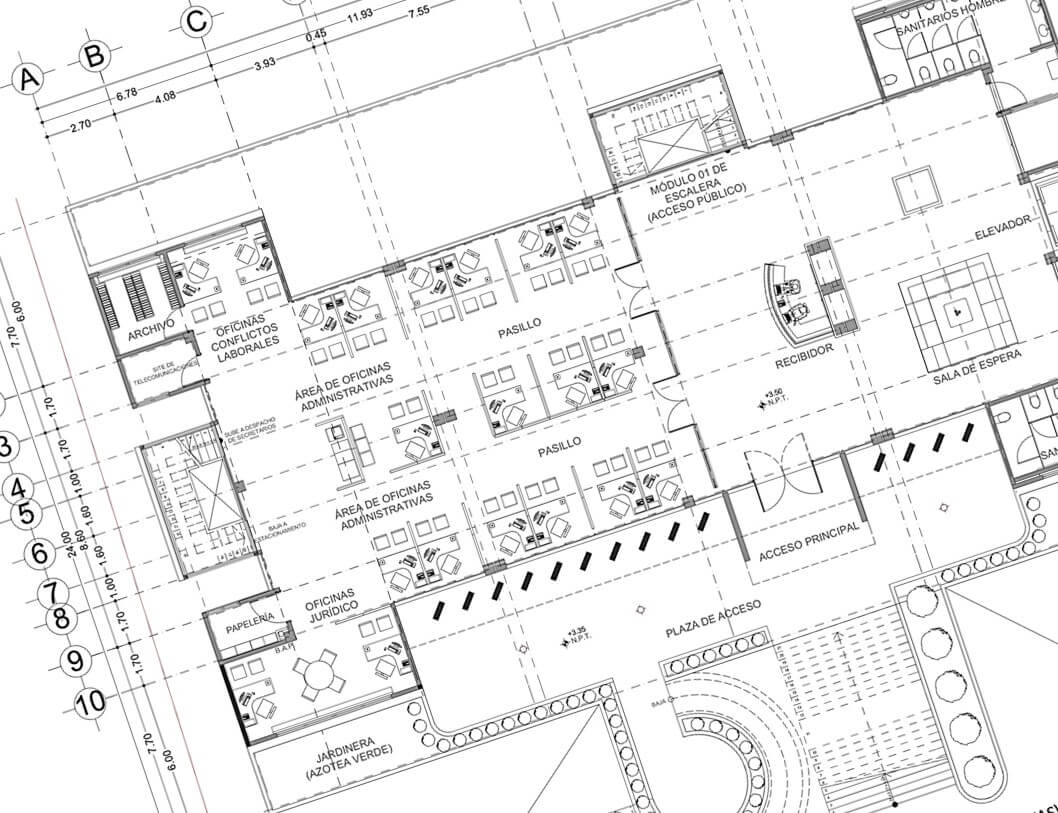 A
B
C
11.93
7.55
0.45
6.78
3.93
4.08
2.70
SANITARIOS HOMBRE
MÓDULO 01 DE
ESCALERA
(ACCESO PÚBLICO)
ELEVADOR
ARCHIVO
OFICINAS
CONFLICTOS
LABORALES
PASILLO
SITE DE
TELECOMUNICACIONES
ÁREA DE OFICINAS
ADMINISTRATIVAS
RECIBIDOR
SALA DE ESPERA
+3.50
N.P.T.
SUBE A DESPACHO
DE SECRETARIOS
PASILLO
ÁREA DE OFICINAS
ADMINISTRATIVAS
BAJA A
ESTACIONAMIENTO
SAN
ACCESO PRINCIPAL
OFICINAS
JURÍDICO
PAPELERÍA
B.A.P.
+3.35
N.P.T.
PLAZA DE ACCESO
BAJA
JARDINERA
(AZOTEA VERDE)
3
4
5
6
7
8
9
10
6.00
7.70
1.70
1.70
1.00
1.60
8.60
24.00
1.60
1.00
1.70
1.70
7.70
6.00